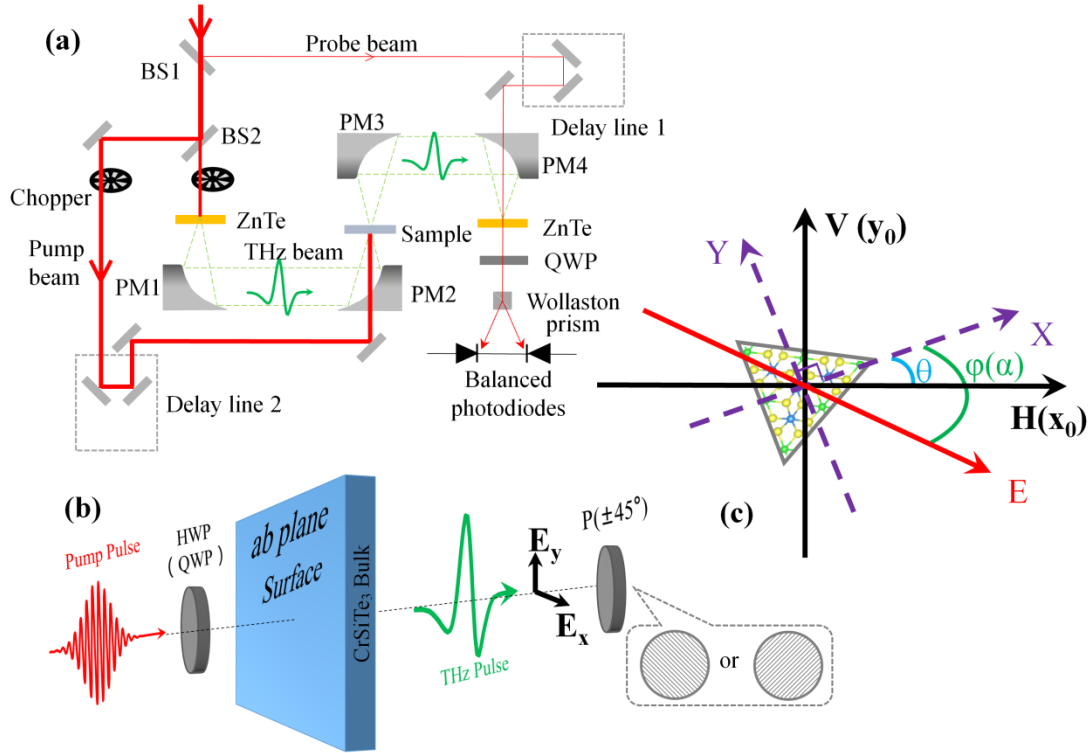 (a)
Probe beam
BS1
Delay line 1
PM3
PM4
BS2
Chopper
ZnTe
Sample
ZnTe
Pump
beam
THz beam
QWP
PM1
PM2
Wollaston
prism
Delay line 2
Balanced
photodiodes
V (y₀)
Y
X
θ
φ(α)
H(x₀)
E
(b)
(c)
Pump Pulse
HWP
( QWP )
ab plane
Surface
CrSiTe₃ Bulk
THz Pulse
E_y
E_x
P(±45°)
or